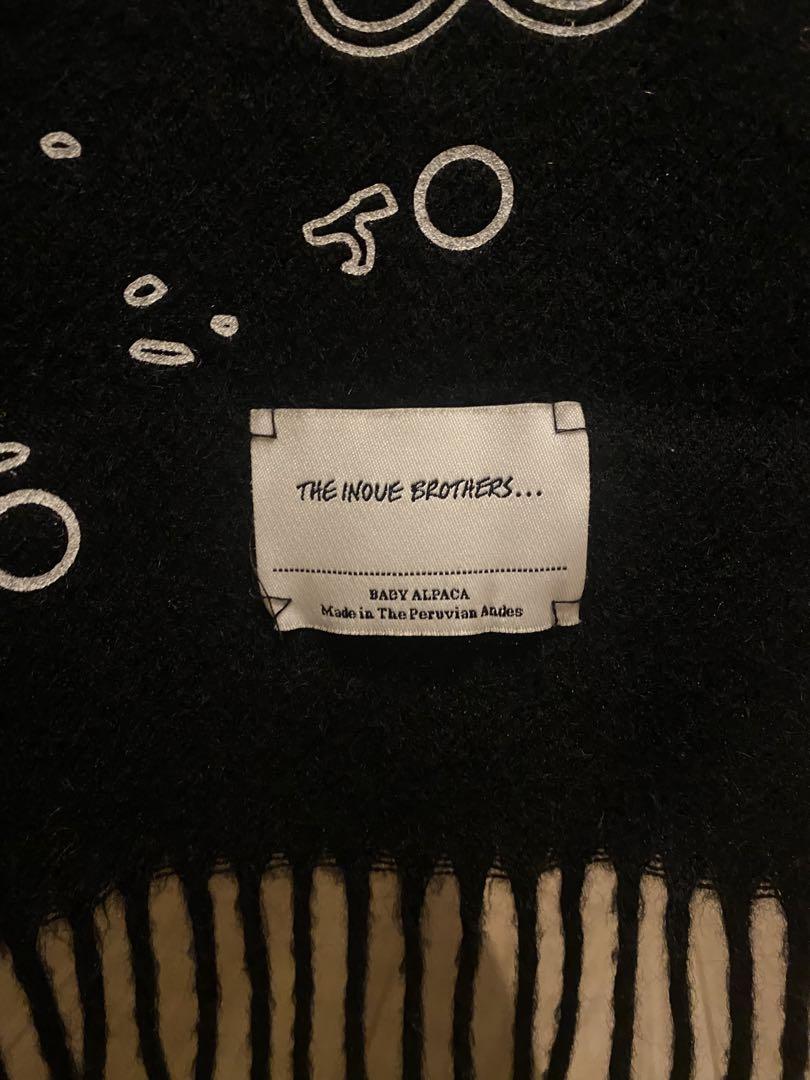 THE INOUE BROTHERS...
BABY ALPACA
Made in The Peruvian Andes